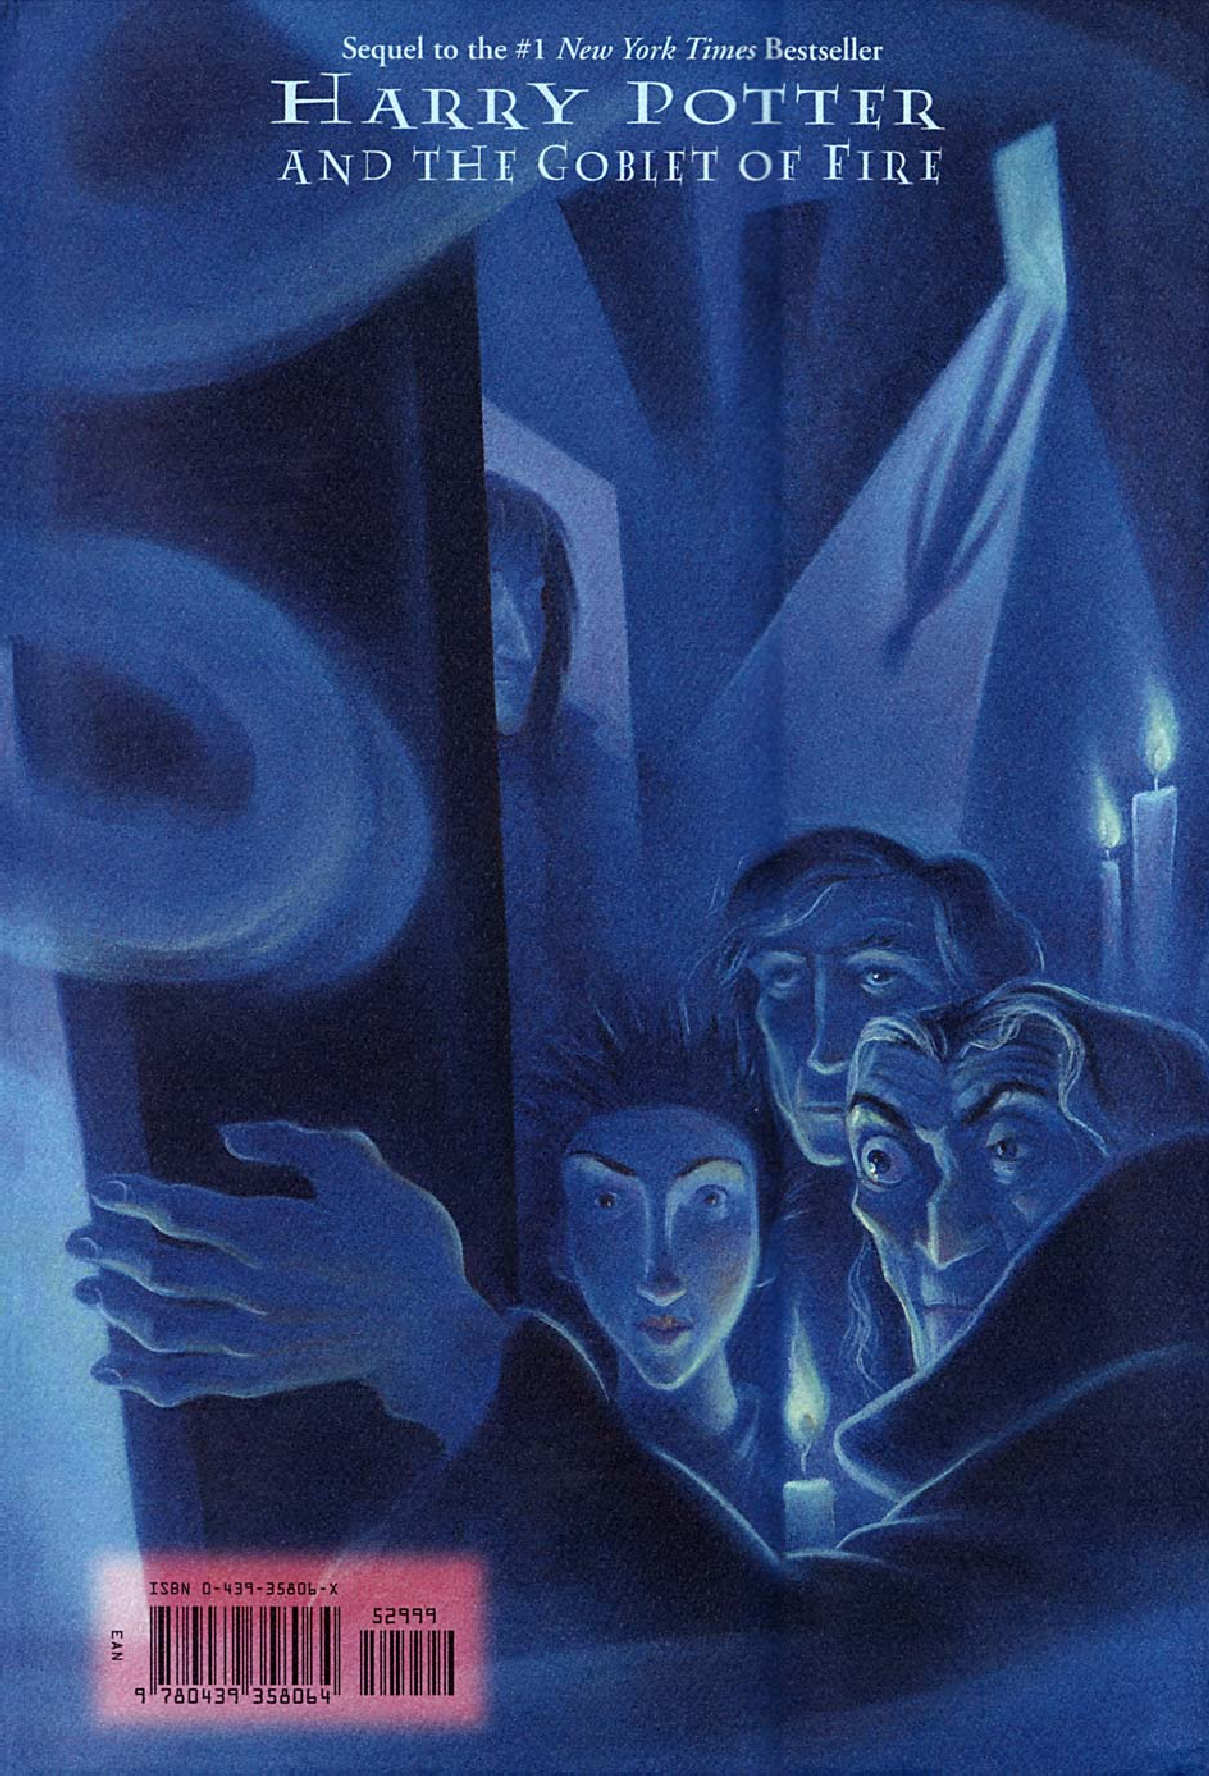 Sequel to the #1 New York Times Bestseller
HARRY POTTER
AND THE GOBLET OF FIRE
ISBN 0-439-35806-X
52999
EAN
9 780439 358064